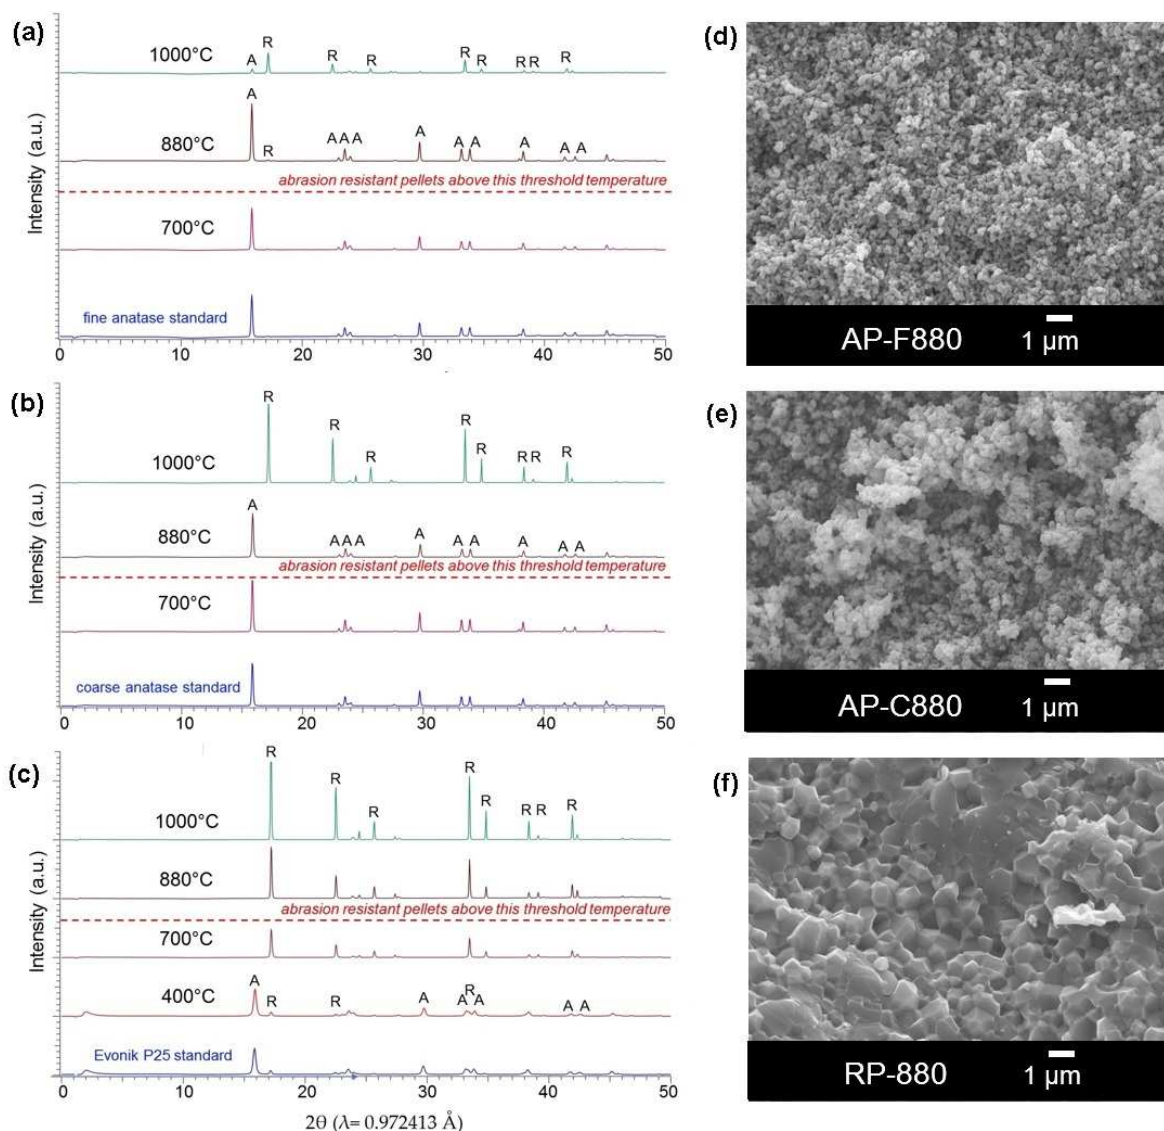 (a)
Intensity (a.u.)
1000°C
A R R R R R R R R
880°C
A R A A A A A A A A A
abrasion resistant pellets above this threshold temperature
700°C
fine anatase standard
0 10 20 30 40 50
(b)
Intensity (a.u.)
1000°C
R R R R R R R R
880°C
A A A A A A A A A A
abrasion resistant pellets above this threshold temperature
700°C
coarse anatase standard
0 10 20 30 40 50
(c)
Intensity (a.u.)
1000°C
R R R R R R R R
880°C
abrasion resistant pellets above this threshold temperature
700°C
400°C
A R R A A R A A A
Evonik P25 standard
0 10 20 30 40 50
2θ (λ= 0.972413 Å)
(d)
AP-F880 1 µm
(e)
AP-C880 1 µm
(f)
RP-880 1 µm